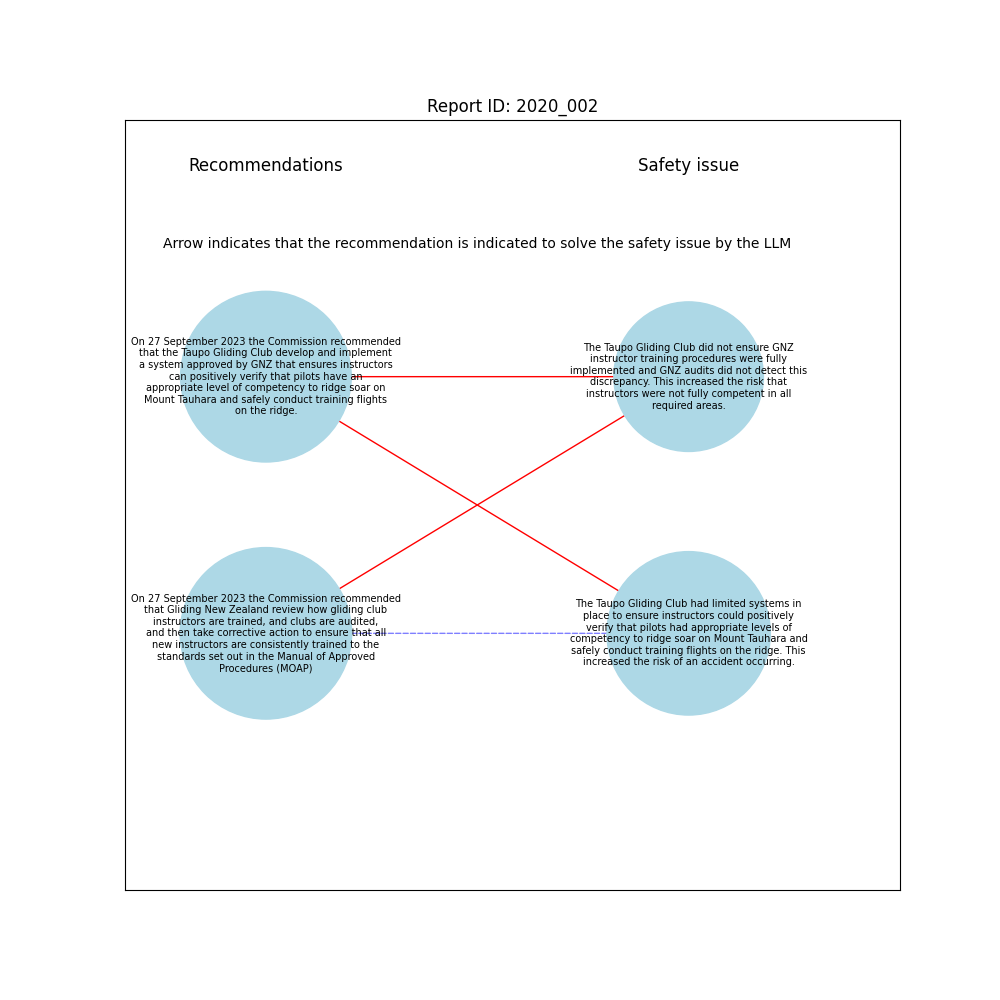 Report ID: 2020_002
Recommendations
Safety issue
Arrow indicates that the recommendation is indicated to solve the safety issue by the LLM
On 27 September 2023 the Commission recommended
that the Taupo Gliding Club develop and implement
a system approved by GNZ that ensures instructors
can positively verify that pilots have an
appropriate level of competency to ridge soar on
Mount Tauhara and safely conduct training flights
on the ridge.
The Taupo Gliding Club did not ensure GNZ
instructor training procedures were fully
implemented and GNZ audits did not detect this
discrepancy. This increased the risk that
instructors were not fully competent in all
required areas.
On 27 September 2023 the Commission recommended
that Gliding New Zealand review how gliding club
instructors are trained, and clubs are audited,
and then take corrective action to ensure that all
new instructors are consistently trained to the
standards set out in the Manual of Approved
Procedures (MOAP)
The Taupo Gliding Club had limited systems in
place to ensure instructors could positively
verify that pilots had appropriate levels of
competency to ridge soar on Mount Tauhara and
safely conduct training flights on the ridge. This
increased the risk of an accident occurring.